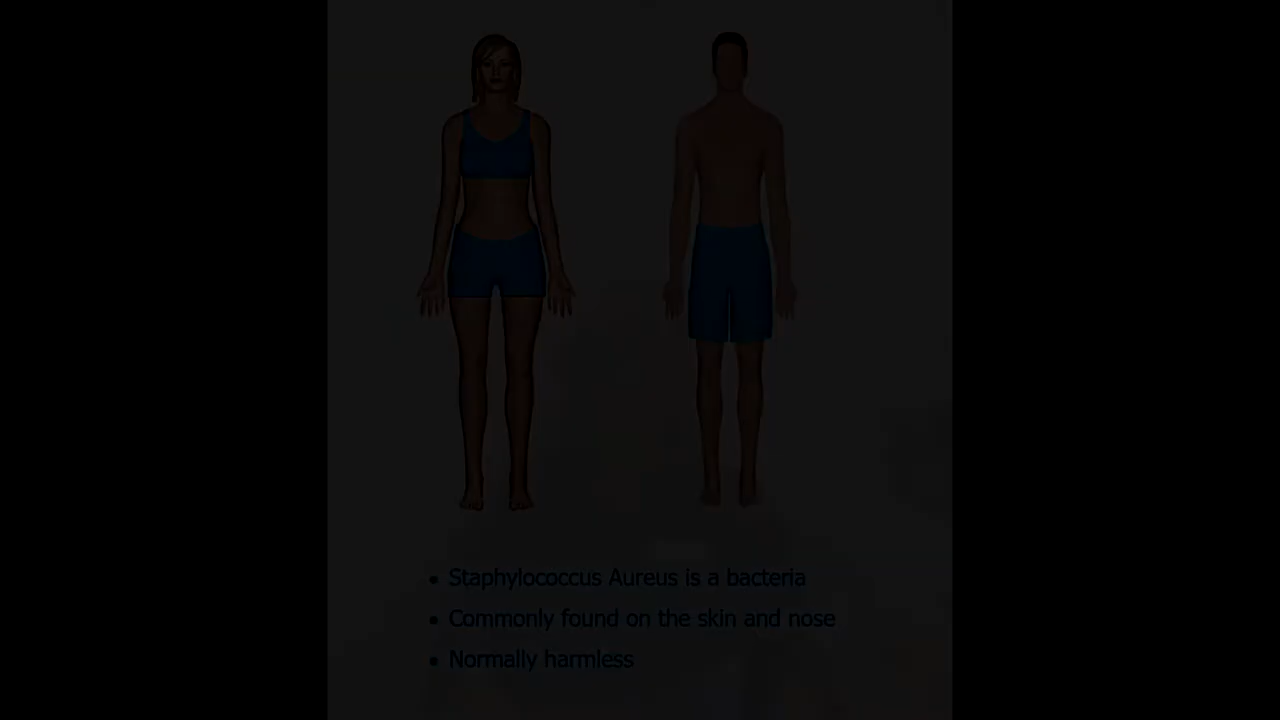 • Staphylococcus Aureus is a bacteria
• Commonly found on the skin and nose
• Normally harmless